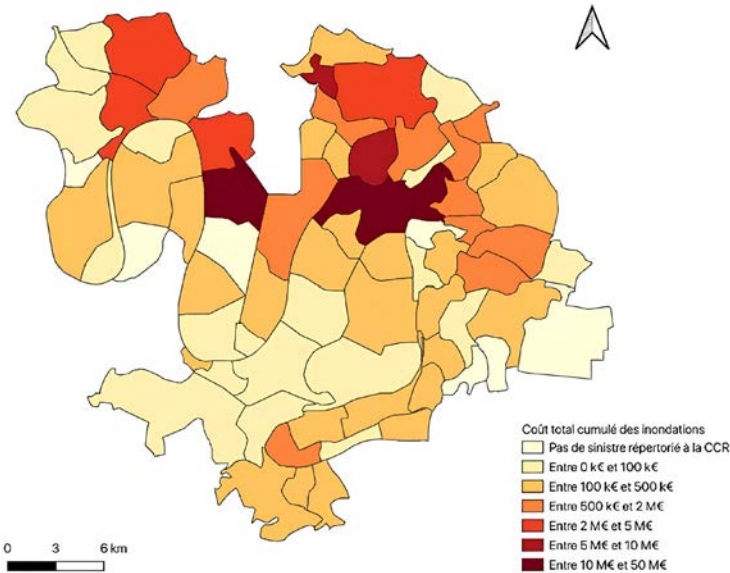 Coût total cumulé des inondations
Pas de sinistre répertorié à la CCR
Entre 0 k€ et 100 k€
Entre 100 k€ et 500 k€
Entre 500 k€ et 2 M€
Entre 2 M€ et 5 M€
Entre 5 M€ et 10 M€
Entre 10 M€ et 50 M€
0 3 6 km